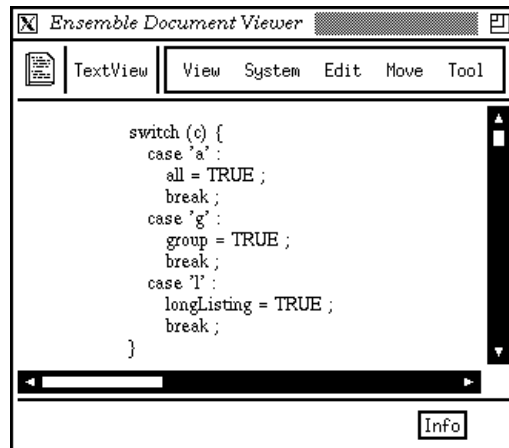 Ensemble Document Viewer
TextView View System Edit Move Tool
switch (c) {
case 'a' :
all = TRUE ;
break ;
case 'g' :
group = TRUE ;
break ;
case 'l' :
longListing = TRUE ;
break ;
}
Info